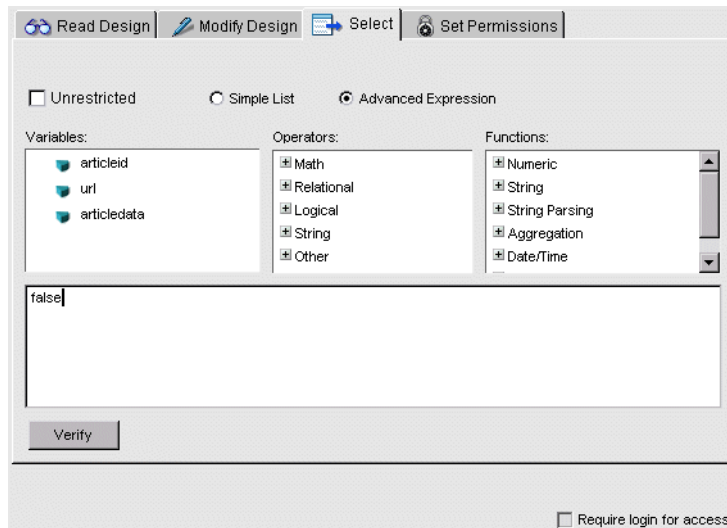 Read Design Modify Design Select Set Permissions
Unrestricted Simple List Advanced Expression
Variables: Operators: Functions:
articleid Math Numeric
url Relational String
articledata Logical String Parsing
String Aggregation
Other Date/Time
false
Verify
Require login for access